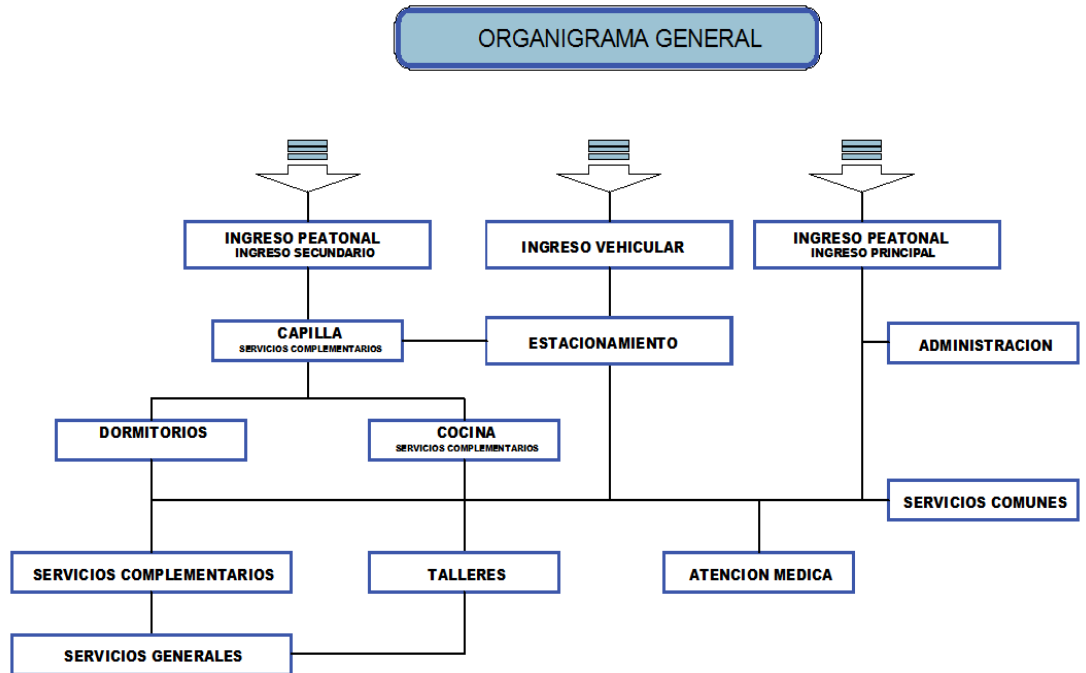 ORGANIGRAMA GENERAL
INGRESO PEATONAL
INGRESO SECUNDARIO
INGRESO VEHICULAR
INGRESO PEATONAL
INGRESO PRINCIPAL
CAPILLA
SERVICIOS COMPLEMENTARIOS
ESTACIONAMIENTO
ADMINISTRACION
DORMITORIOS
COCINA
SERVICIOS COMPLEMENTARIOS
SERVICIOS COMUNES
SERVICIOS COMPLEMENTARIOS
TALLERES
ATENCION MEDICA
SERVICIOS GENERALES